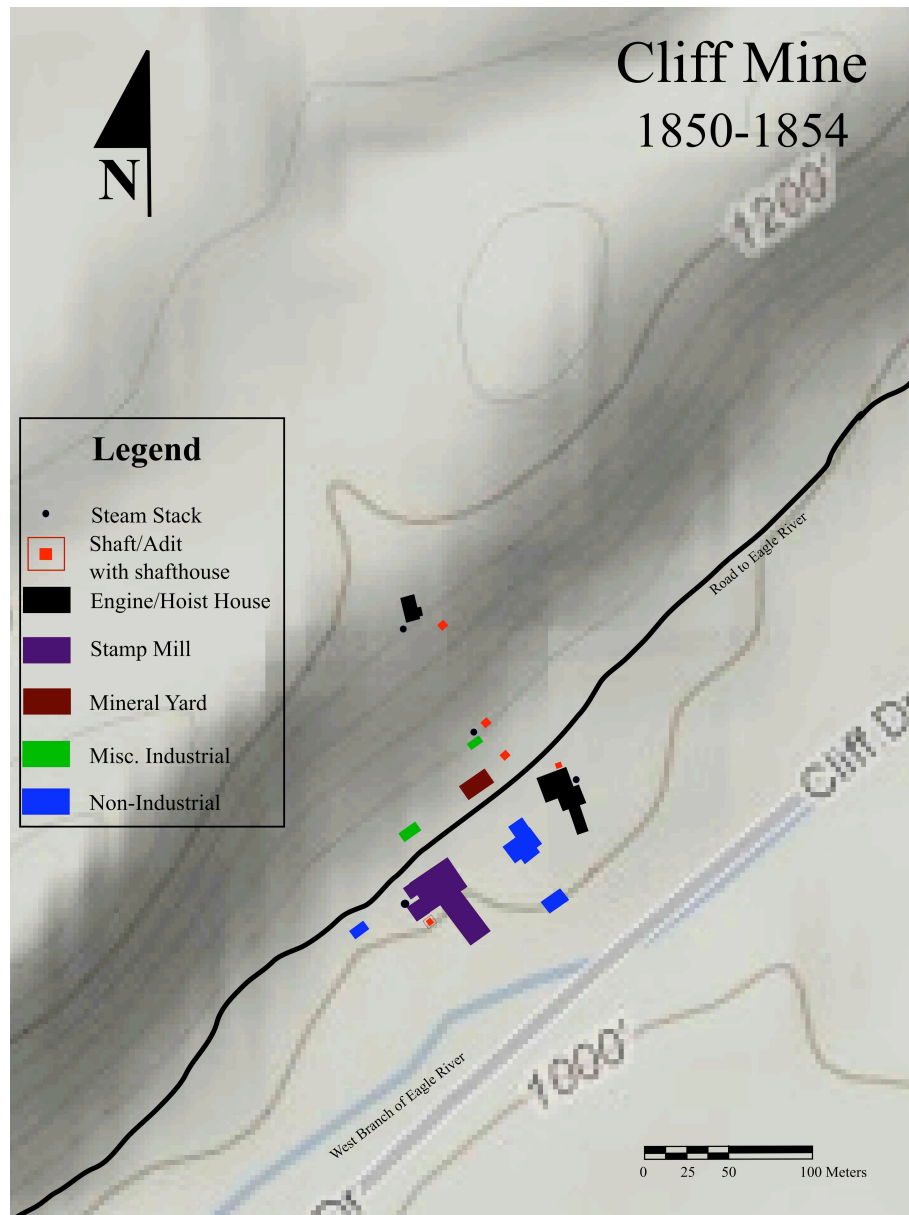 Cliff Mine
1850-1854
N
1200'
Legend
Steam Stack
Shaft/Adit
with shafthouse
Engine/Hoist House
Stamp Mill
Mineral Yard
Misc. Industrial
Non-Industrial
Road to Eagle River
Cliff D
West Branch of Eagle River
1000'
0 25 50 100 Meters